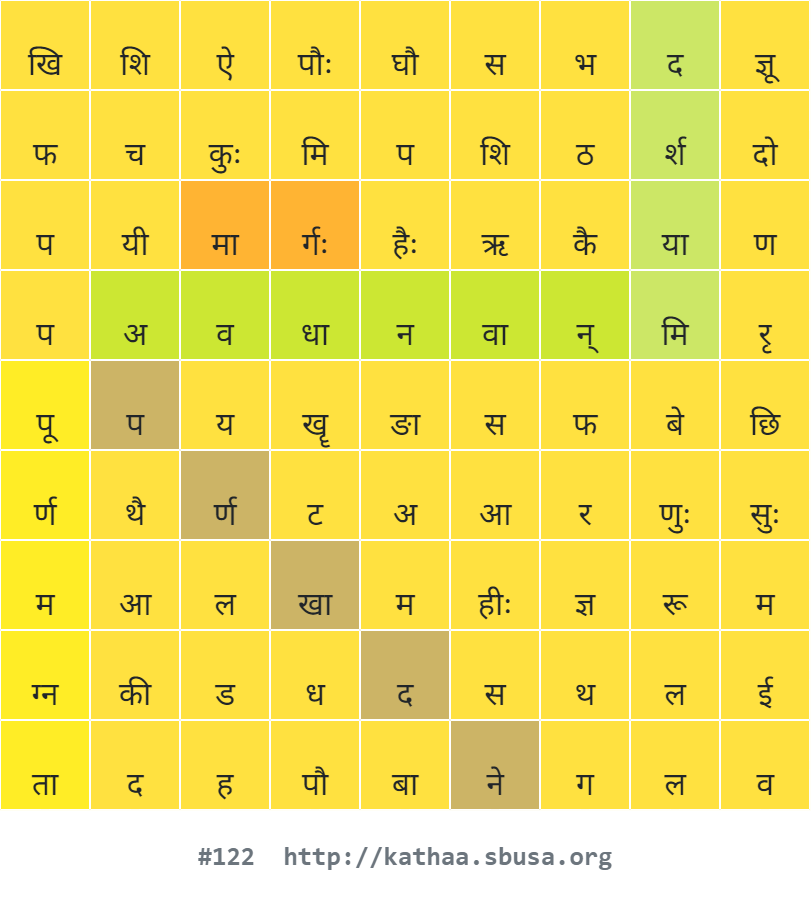 खि शि ऐ पौः घौ स भ द ज्ञू
फ च कुः मि प शि ठ र्श दो
प यी मा र्गः हैः ऋ कै या ण
प अ व धा न वा न् मि रृ
पू प य खॄ ङा स फ बे छि
र्ण थै र्ण ट अ आ र णुः सुः
म आ ल खा म हीः ज्ञ रू म
ग्न की ड ध द स थ ल ई
ता द ह पौ बा ने ग ल व
#122 http://kathaa.sbusa.org